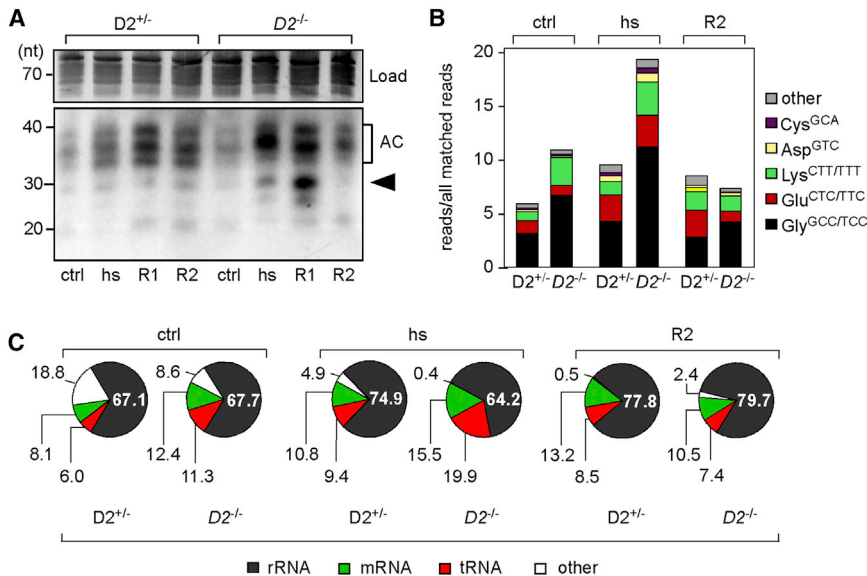 A
D2+/-
D2-/-
(nt)
70
Load
40
30
20
AC
ctrl hs R1 R2 ctrl hs R1 R2
B
ctrl hs R2
reads/all matched reads
20
15
10
5
0
D2+/- D2-/- D2+/- D2-/- D2+/- D2-/-
other
CysGCA
AspGTC
LysCTT/TTT
GluCTC/TTC
GlyGCC/TCC
C
ctrl hs R2
18.8 67.1 8.1 6.0
8.6 67.7 12.4 11.3
4.9 74.9 10.8 9.4
0.4 64.2 15.5 19.9
0.5 77.8 13.2 8.5
2.4 79.7 10.5 7.4
D2+/- D2-/- D2+/- D2-/- D2+/- D2-/-
rRNA mRNA tRNA other